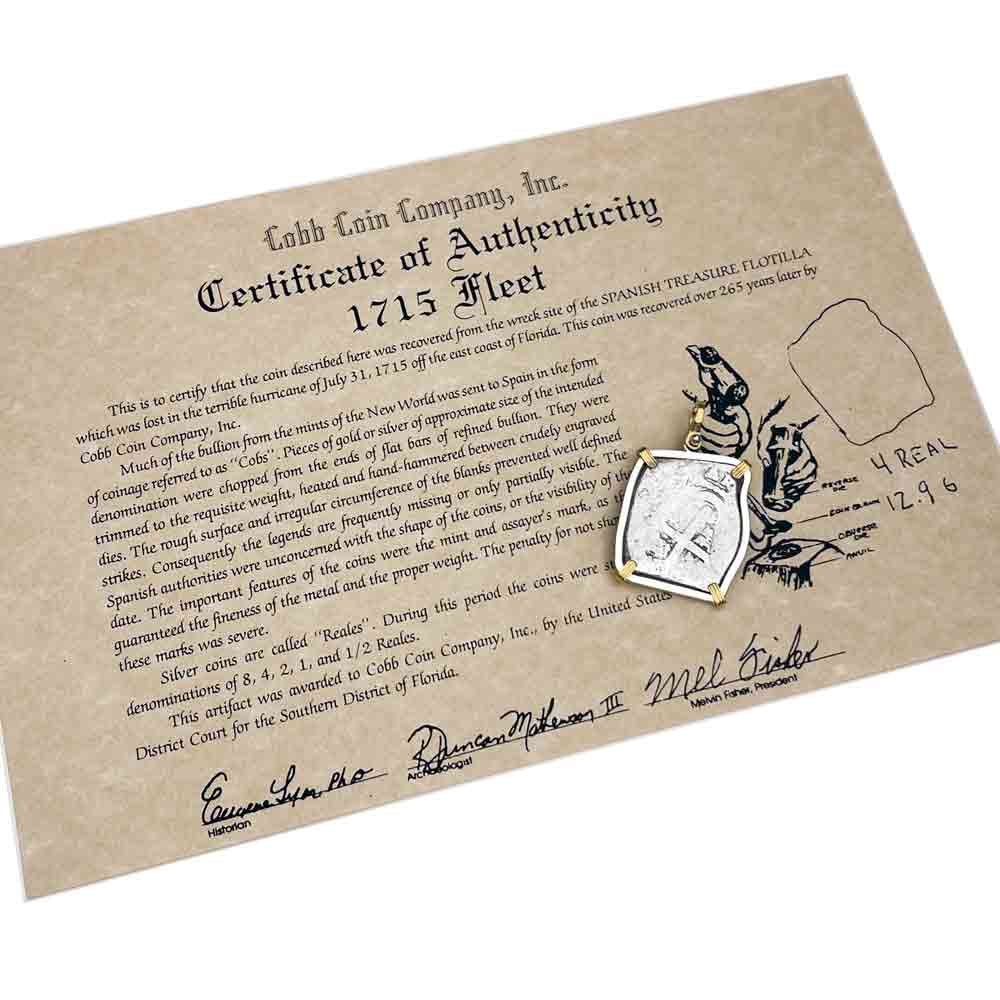 Cobb Coin Company, Inc.
Certificate of Authenticity
1715 Fleet
This is to certify that the coin described here was recovered from the wreck site of the SPANISH TREASURE FLOTILLA
which was lost in the terrible hurricane of July 31, 1715 off the east coast of Florida. This coin was recovered over 265 years later by
Cobb Coin Company, Inc.
Much of the bullion from the mints of the New World was sent to Spain in the form
of coinage referred to as "Cobs". Pieces of gold or silver of approximate size of the intended
denomination were chopped from the ends of flat bars of refined bullion. They were
trimmed to the requisite weight, heated and hand-hammered between crudely engraved
dies. The rough surface and irregular circumference of the blanks prevented well defined
strikes. Consequently the legends are frequently missing or only partially visible. The
Spanish authorities were unconcerned with the shape of the coins, or the visibility of the
date. The important features of the coins were the mint and assayer's mark, as
guaranteed the fineness of the metal and the proper weight. The penalty for not
these marks was severe.
Silver coins are called "Reales". During this period the coins were
denominations of 8, 4, 2, 1, and 1/2 Reales.
This artifact was awarded to Cobb Coin Company, Inc., by the United States
District Court for the Southern District of Florida.
REVERSE
DIE
COIN BLANK
OBVERSE
DIE
ANVIL
4 REAL
12.96
Eugene Lyon, PhD
Historian
R Duncan Mathewson III
Archaeologist
Mel Fisher
Melvin Fisher, President